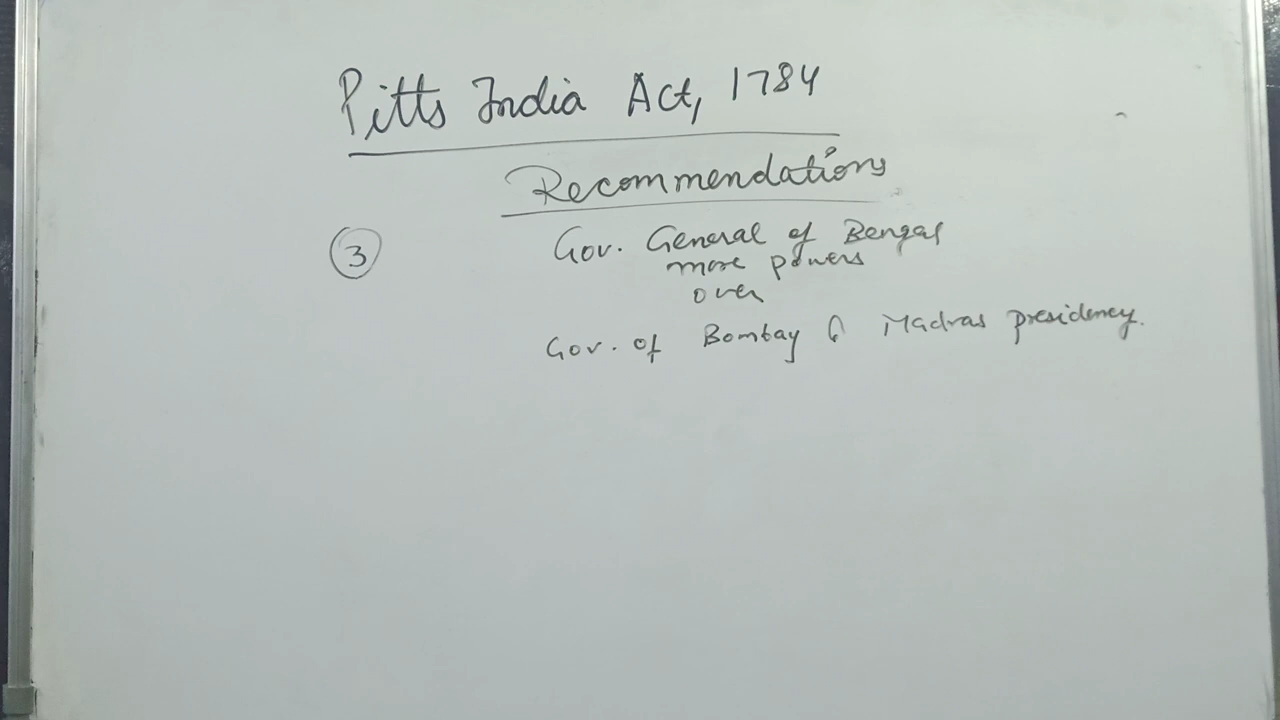 Pitts India Act, 1784
Recommendations
3
Gov. General of Bengal
more powers
over
Gov. of Bombay & Madras presidency.